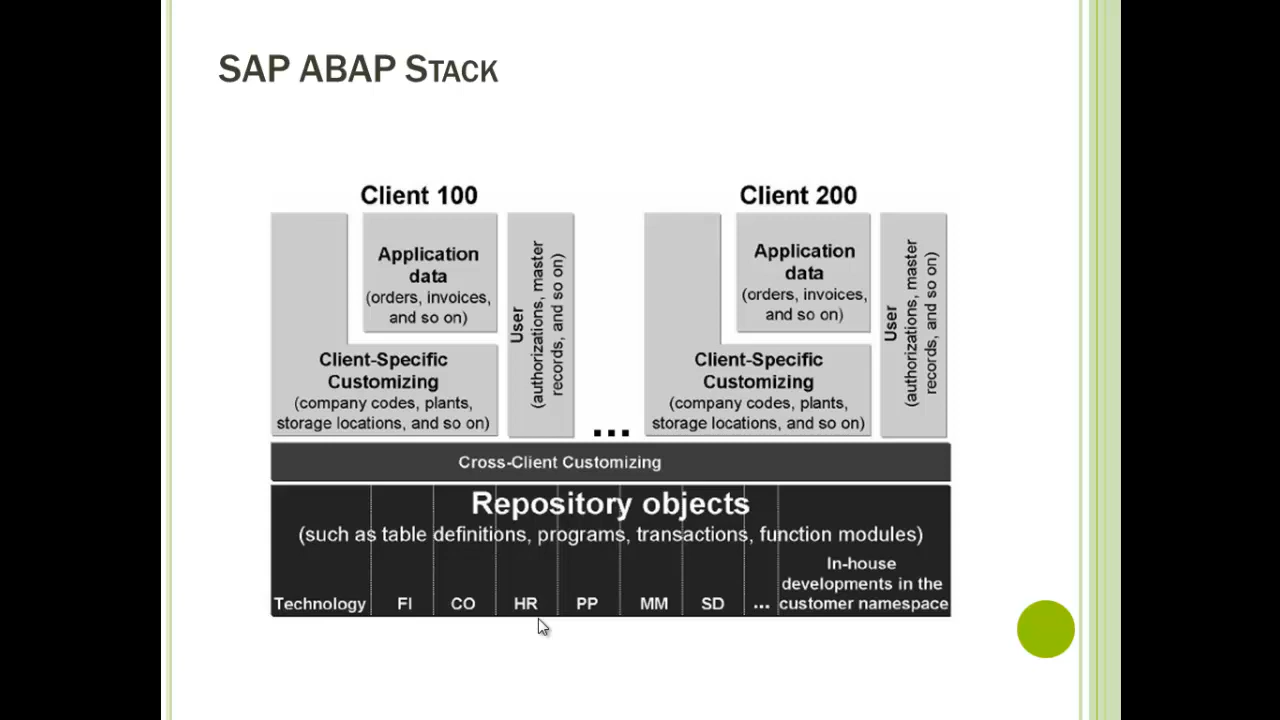 SAP ABAP STACK
Client 100
Client 200
Application
data
(orders, invoices,
and so on)
User
(authorizations, master
records, and so on)
Client-Specific
Customizing
(company codes, plants,
storage locations, and so on)
...
Application
data
(orders, invoices,
and so on)
User
(authorizations, master
records, and so on)
Client-Specific
Customizing
(company codes, plants,
storage locations, and so on)
Cross-Client Customizing
Repository objects
(such as table definitions, programs, transactions, function modules)
Technology
FI
CO
HR
PP
MM
SD
...
In-house
developments in the
customer namespace